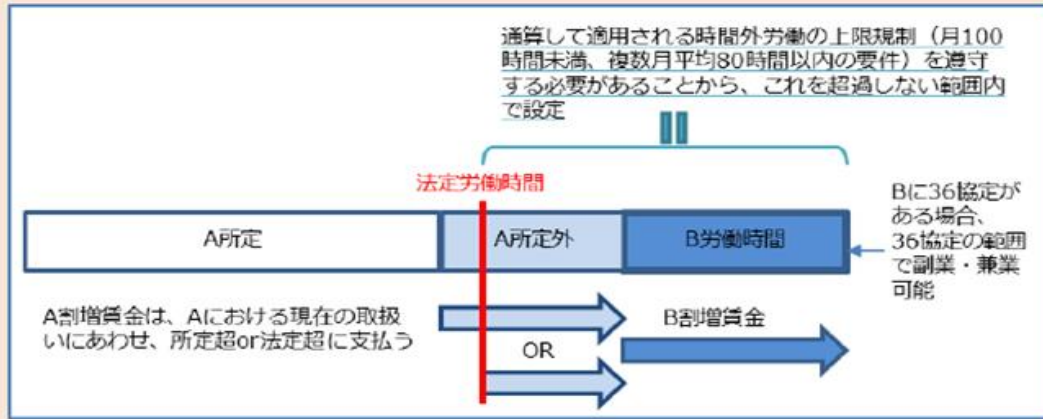 通算して適用される時間外労働の上限規制（月100
時間未満、複数月平均80時間以内の要件）を遵守
する必要があることから、これを超過しない範囲内
で設定
法定労働時間
A所定
A所定外
B労働時間
Bに36協定が
ある場合、
36協定の範囲
で副業・兼業
可能
A割増賃金は、Aにおける現在の取扱
いにあわせ、所定超or法定超に支払う
OR
B割増賃金